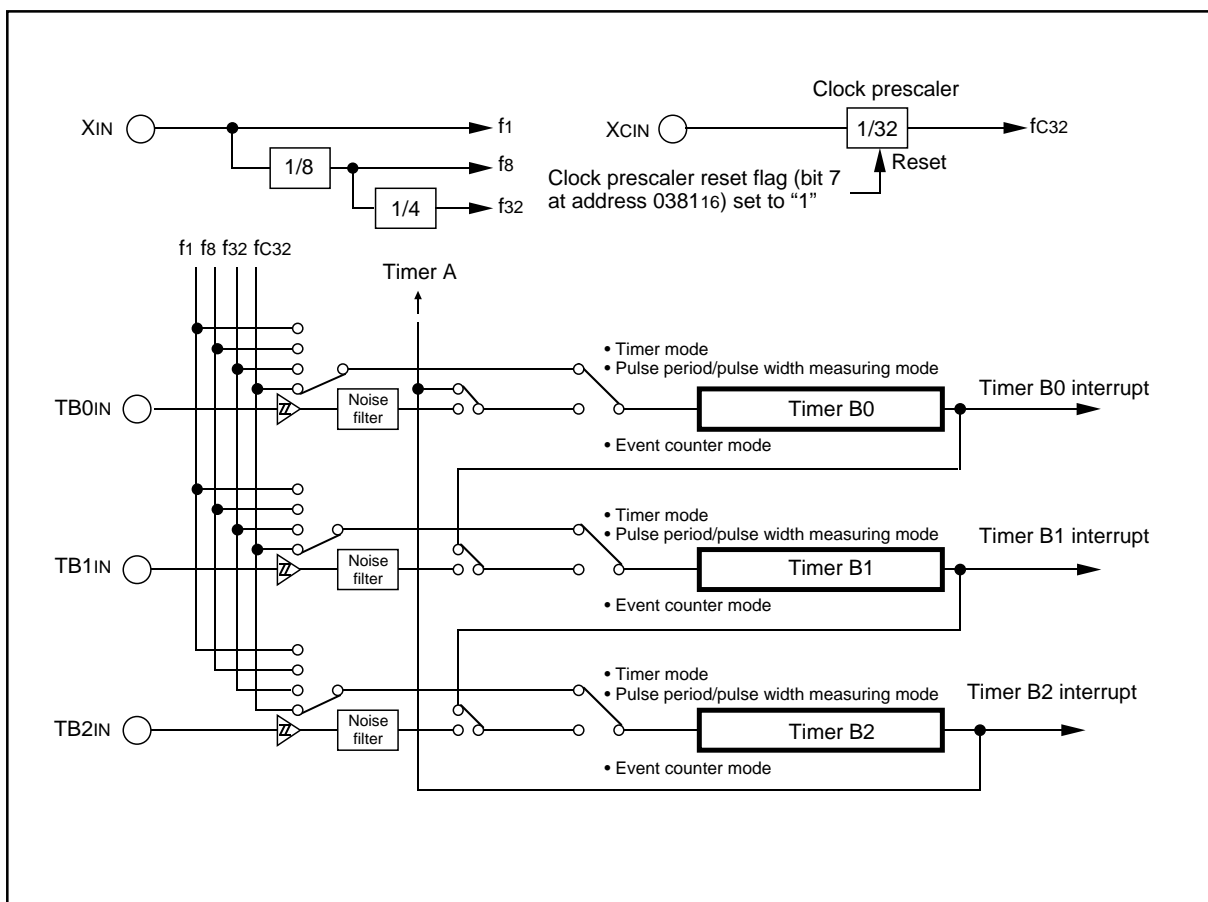 Clock prescaler
XIN
f1
XCIN
1/32
fC32
1/8
f8
Reset
Clock prescaler reset flag (bit 7
at address 038116) set to “1”
1/4
f32
f1 f8 f32 fC32
Timer A
• Timer mode
• Pulse period/pulse width measuring mode
TB0IN
Noise
filter
Timer B0
Timer B0 interrupt
• Event counter mode
• Timer mode
• Pulse period/pulse width measuring mode
TB1IN
Noise
filter
Timer B1
Timer B1 interrupt
• Event counter mode
• Timer mode
• Pulse period/pulse width measuring mode
TB2IN
Noise
filter
Timer B2
Timer B2 interrupt
• Event counter mode